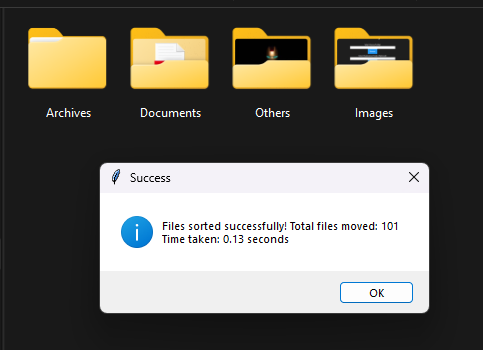 Archives
Documents
Others
Images
Success
Files sorted successfully! Total files moved: 101
Time taken: 0.13 seconds
OK